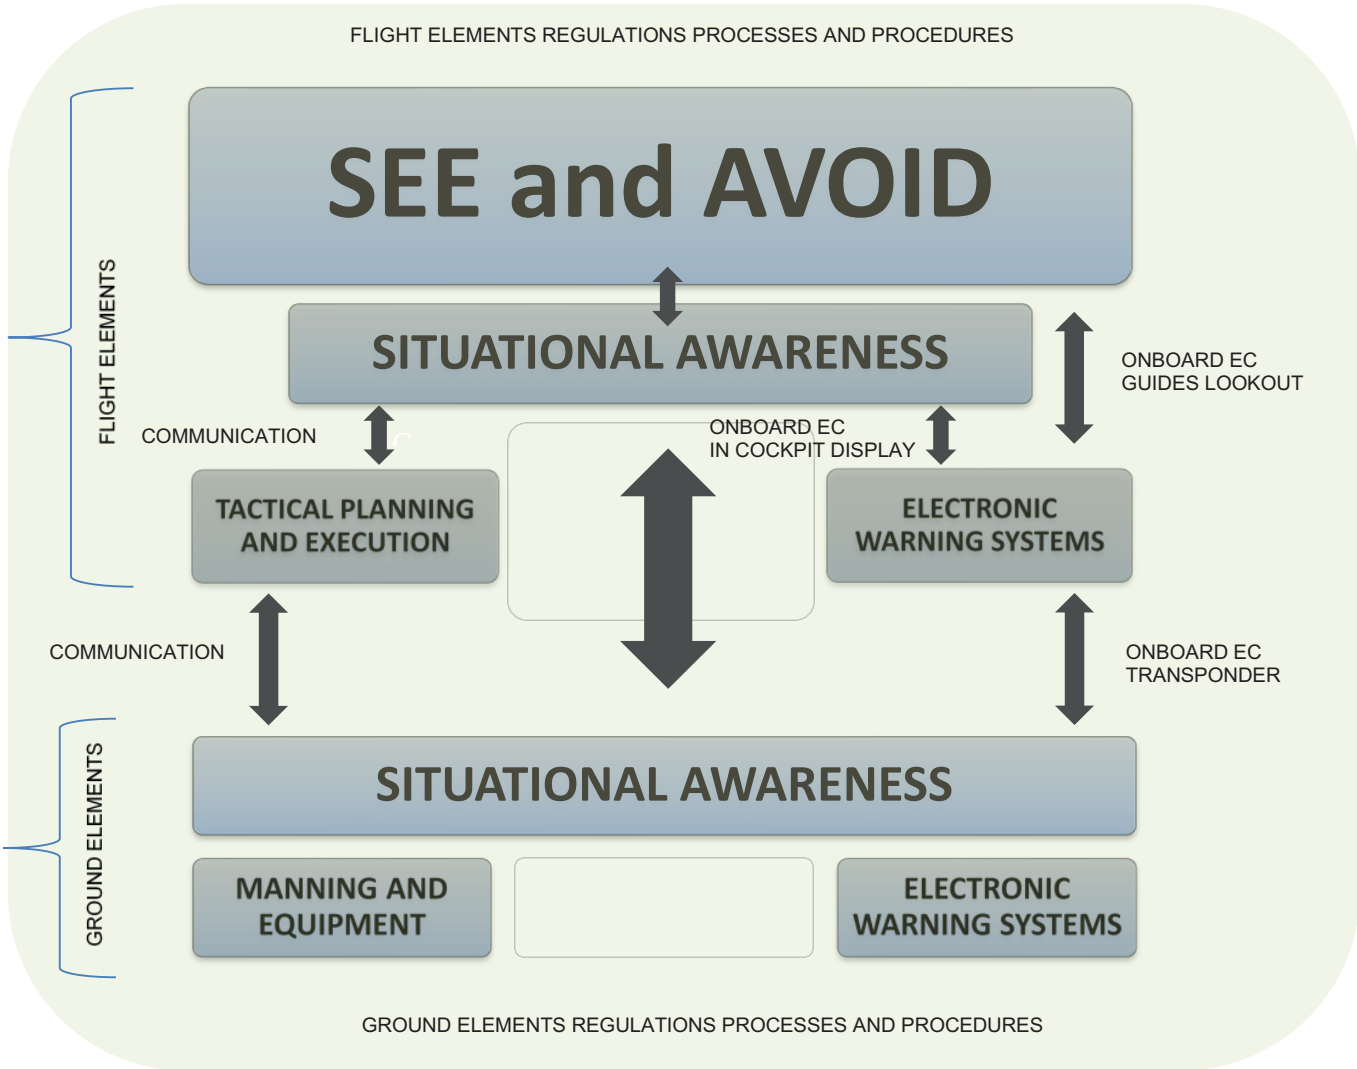 FLIGHT ELEMENTS REGULATIONS PROCESSES AND PROCEDURES
SEE and AVOID
FLIGHT ELEMENTS
SITUATIONAL AWARENESS
ONBOARD EC
GUIDES LOOKOUT
COMMUNICATION
C
ONBOARD EC
IN COCKPIT DISPLAY
TACTICAL PLANNING
AND EXECUTION
ELECTRONIC
WARNING SYSTEMS
COMMUNICATION
ONBOARD EC
TRANSPONDER
GROUND ELEMENTS
SITUATIONAL AWARENESS
MANNING AND
EQUIPMENT
ELECTRONIC
WARNING SYSTEMS
GROUND ELEMENTS REGULATIONS PROCESSES AND PROCEDURES